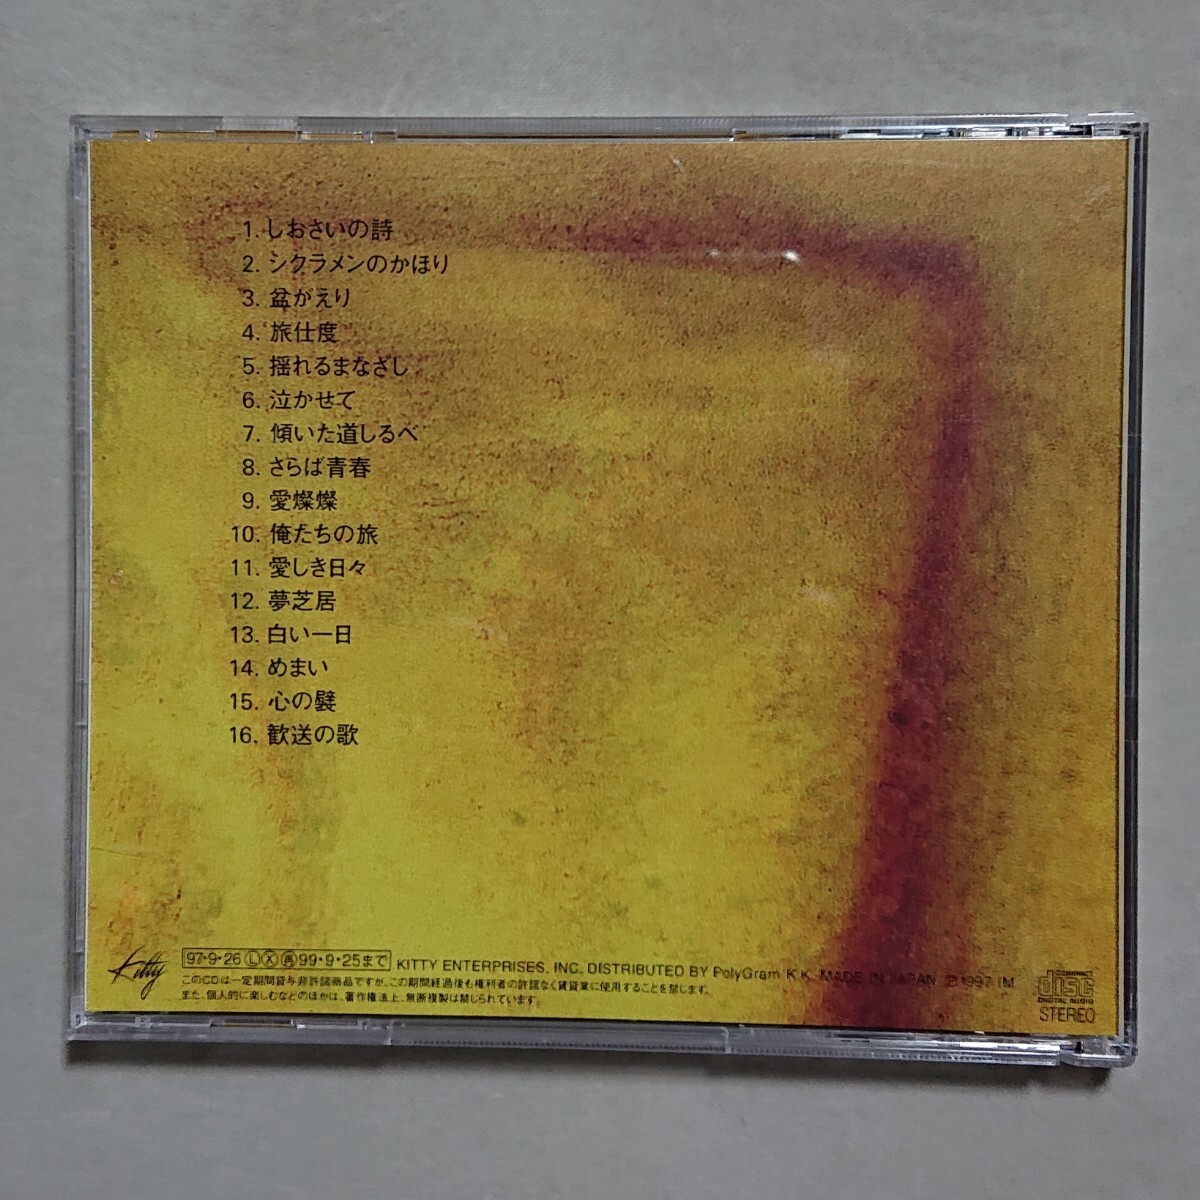 1. しおさいの詩
2. シクラメンのかほり
3. 盆がえり
4. 旅仕度
5. 揺れるまなざし
6. 泣かせて
7. 傾いた道しるべ
8. さらば青春
9. 愛燦燦
10. 俺たちの旅
11. 愛しき日々
12. 夢芝居
13. 白い一日
14. めまい
15. 心の襞
16. 歓送の歌
Kitty
97・9・26 Ⓛ Ⓧ ㊞99・9・25まで KITTY ENTERPRISES, INC. DISTRIBUTED BY PolyGram K.K. MADE IN JAPAN Ⓟ1997 IM
このCDは一定期間貸与非許諾商品ですが、この期間経過後も権利者の許諾なく賃貸業に使用することを禁じます。
また、個人的に楽しむなどのほかは、著作権法上、無断複製は禁じられています。
COMPACT
disc
DIGITAL AUDIO
STEREO